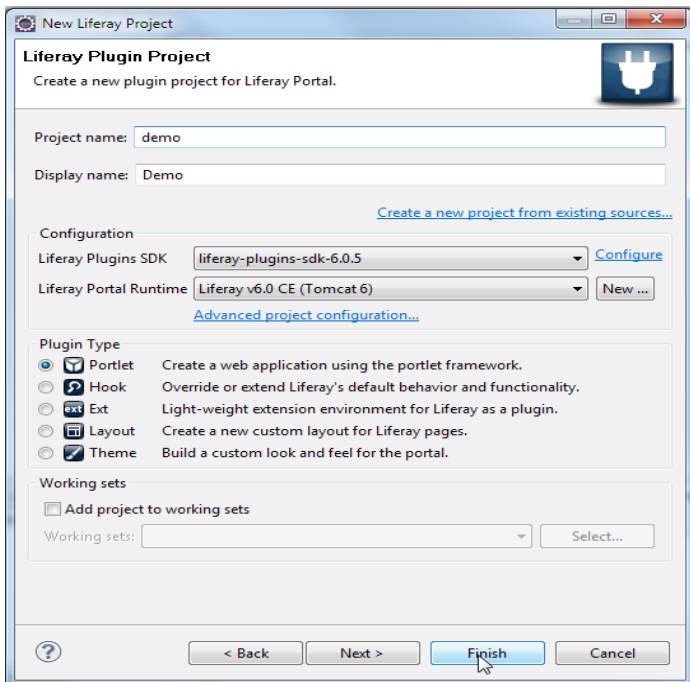 New Liferay Project
Liferay Plugin Project
Create a new plugin project for Liferay Portal.
Project name: demo
Display name: Demo
Create a new project from existing sources...
Configuration
Liferay Plugins SDK liferay-plugins-sdk-6.0.5 Configure
Liferay Portal Runtime Liferay v6.0 CE (Tomcat 6) New ...
Advanced project configuration...
Plugin Type
Portlet Create a web application using the portlet framework.
Hook Override or extend Liferay's default behavior and functionality.
ext Ext Light-weight extension environment for Liferay as a plugin.
Layout Create a new custom layout for Liferay pages.
Theme Build a custom look and feel for the portal.
Working sets
Add project to working sets
Working sets: Select...
? < Back Next > Finish Cancel